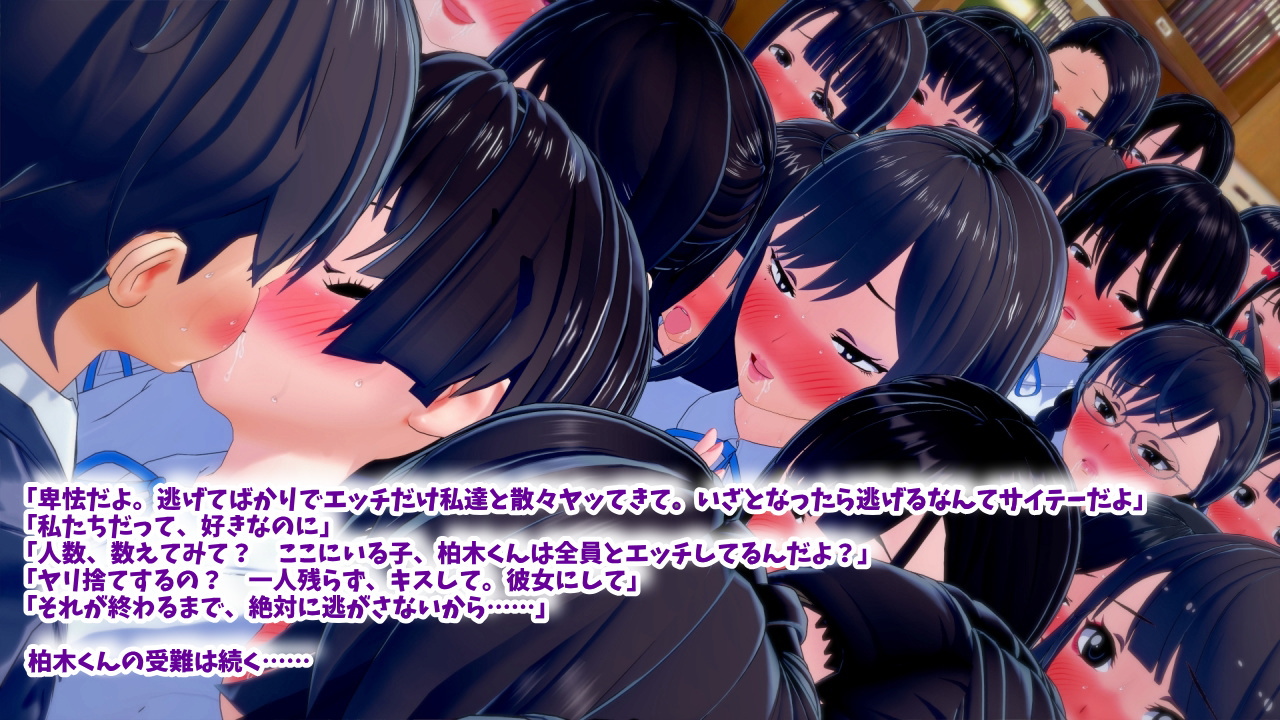 「卑怯だよ。逃げてばかりでエッチだけ私達と散々ヤッてきて。いざとなったら逃げるなんてサイテーだよ」
「私たちだって、好きなのに」
「人数、数えてみて？　ここにいる子、柏木くんは全員とエッチしてるんだよ？」
「ヤリ捨てするの？　一人残らず、キスして。彼女にして」
「それが終わるまで、絶対に逃がさないから……」
柏木くんの受難は続く……